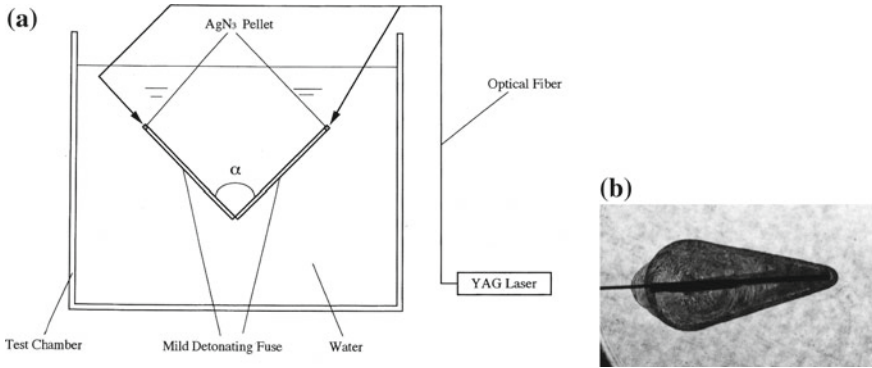 (a)
AgN₃ Pellet
Optical Fiber
α
(b)
YAG Laser
Test Chamber
Mild Detonating Fuse
Water